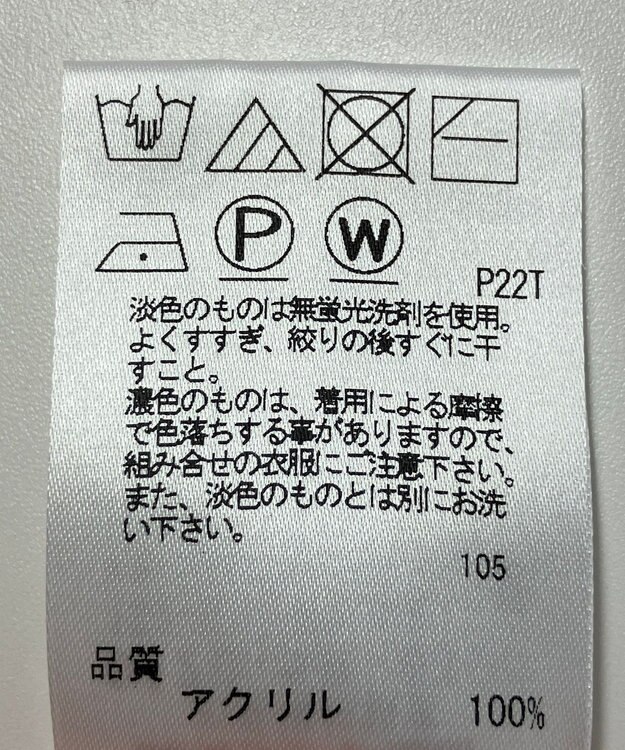 P W
P22T
淡色のものは無蛍光洗剤を使用。
よくすすぎ、絞りの後すぐに干
すこと。
濃色のものは、着用による摩擦
で色落ちする事がありますので、
組み合せの衣服にご注意下さい。
また、淡色のものとは別にお洗
い下さい。
105
品質
アクリル 100%